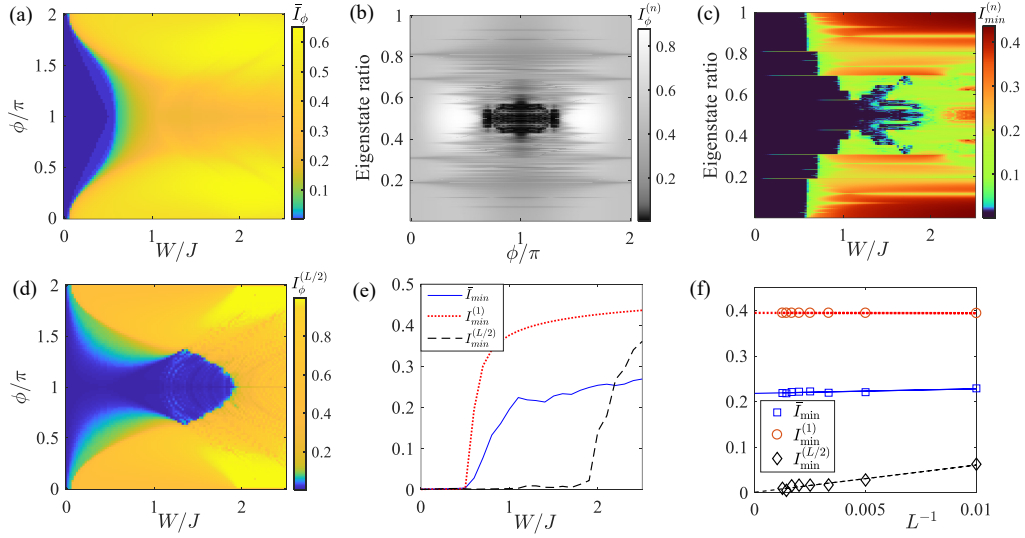 (a)
Ī_ϕ
ϕ/π
2
1.5
1
0.5
0
0
1
2
W/J
0.6
0.5
0.4
0.3
0.2
0.1
(b)
I_ϕ^(n)
Eigenstate ratio
1
0.8
0.6
0.4
0.2
0
1
2
ϕ/π
0.8
0.6
0.4
0.2
(c)
I_min^(n)
Eigenstate ratio
1
0.8
0.6
0.4
0.2
0
1
2
W/J
0.4
0.3
0.2
0.1
(d)
I_ϕ^(L/2)
ϕ/π
2
1.5
1
0.5
0
0
1
2
W/J
0.8
0.6
0.4
0.2
(e)
Ī_min
I_min^(1)
I_min^(L/2)
0.5
0.4
0.3
0.2
0.1
0
0
1
2
W/J
(f)
0.4
0.2
0
Ī_min
I_min^(1)
I_min^(L/2)
0
0.005
0.01
L^−1